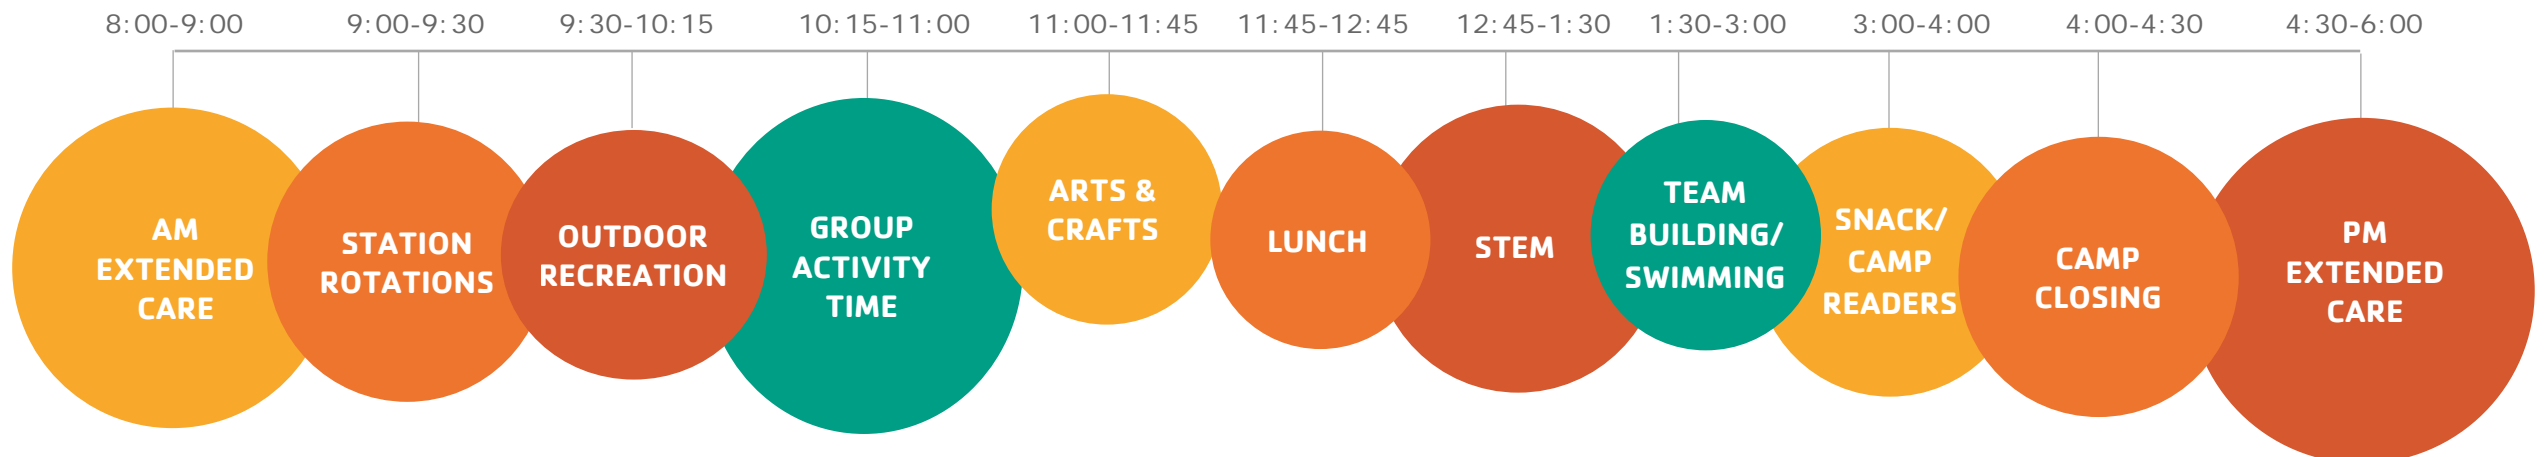 8:00-9:00
9:00-9:30
9:30-10:15
10:15-11:00
11:00-11:45
11:45-12:45
12:45-1:30
1:30-3:00
3:00-4:00
4:00-4:30
4:30-6:00
AM
EXTENDED
CARE
STATION
ROTATIONS
OUTDOOR
RECREATION
GROUP
ACTIVITY
TIME
ARTS &
CRAFTS
LUNCH
STEM
TEAM
BUILDING/
SWIMMING
SNACK/
CAMP
READERS
CAMP
CLOSING
PM
EXTENDED
CARE